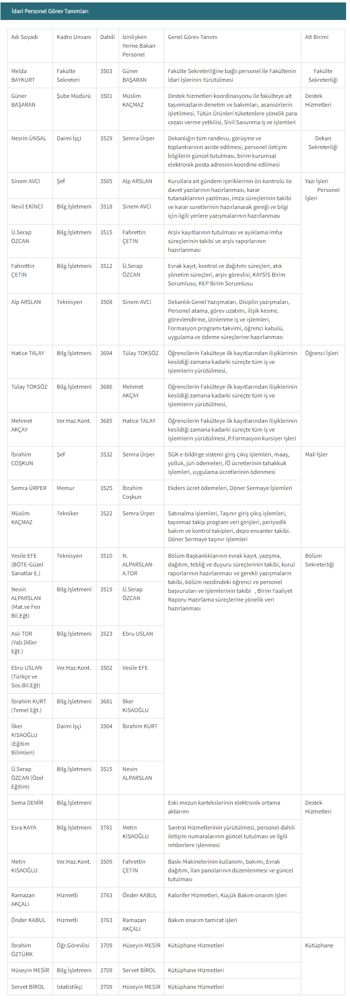 İdari Personel Görev Tanımları
Adı Soyadı
Kadro Unvanı
Dahili
İzinliyken
Yerine Bakan
Personel
Genel Görev Tanımı
Alt Birimi
Melda
BAYKURT
Fakülte
Sekreteri
3503
Güner
BAŞARAN
Fakülte Sekreterliğine bağlı personel ile Fakültenin
İdari İşlerinin Yürütülmesi
Fakülte
Sekreterliği
Güner
BAŞARAN
Şube Müdürü
3501
Müslim
KAÇMAZ
Destek hizmetleri koordinasyonu ile fakülteye ait
taşınmazların denetim ve bakımları, asansörlerin
işletilmesi, Tütün Ürünleri tüketenlere yönelik para
cezası verme yetkilisi, Sivil Savunma iş ve işlemleri
Destek
Hizmetleri
Nesrin ÜNSAL
Daimi İşçi
3529
Semra Ürper
Dekanlığın tüm randevu, görüşme ve
toplantıarının asiste edilmesi, personel iletişim
bilgilerin güncel tutulması, birim kurumsal
elektronik posta adresnin koordine edilmesi
Dekan
Sekreterliği
Sinem AVCI
Şef
3505
Alp ARSLAN
Kurullara ait gündem içeriklerinin ön kontrolü ile
davet yazılarının hazırlanması, karar
tutanaklarının yazılması, imza süreçlerinin takibi
ve karar suretlerinin hazırlanarak gereği ve bilgi
için ilgili yerlere yazışmalarının hazırlanması
Yazı İşleri
Personel
İşleri
Nevil EKİNCİ
Bilg.İşletmeni
3518
Sinem AVCI
Ü.Serap
ÖZCAN
Bilg.İşletmeni
3515
Fahrettin
ÇETİN
Arşiv kayıtlarının tutulması ve ayıklama imha
süreçlerinin takibi ve arşiv raporlarının
hazırlanması
Fahrettin
ÇETİN
Bilg.İşletmeni
3512
Ü.Serap
ÖZCAN
Evrak kayıt, kontrol ve dağıtımı süreçleri, atık
yönetim süreçleri, arşiv görevlisi, KAYSİS Birim
Sorumlusu, KEP Birim Sorumlusu
Alp ARSLAN
Teknisyen
3508
Sinem AVCI
Dekanlık Genel Yazışmaları, Disiplin yazışmaları,
Personel atama, görev uzatımı, ilişik kesme,
görevlendirme, izinlenme iş ve işlemleri,
Formasyon programı takvimi, öğrenci kabulü,
uygulama ve ödeme süreçlerine hazırlanması
Hatice TALAY
Bilg.İşletmeni
3694
Tülay TOKSÖZ
Öğrencilerin Fakülteye ilk kayıtlarından ilişiklerinin
kesildiği zamana kadarki süreçte tüm iş ve
işlemlerin yürütülmesi,
Öğrenci İşleri
Tülay TOKSÖZ
Bilg.İşletmeni
3686
Mehmet
AKÇAY
Öğrencilerin Fakülteye ilk kayıtlarından ilişiklerinin
kesildiği zamana kadarki süreçte tüm iş ve
işlemlerin yürütülmesi,
Mehmet
AKÇAY
Ver.Haz.Kont.
3685
Hatice TALAY
Öğrencilerin Fakülteye ilk kayıtlarından ilişiklerinin
kesildiği zamana kadarki süreçte tüm iş ve
işlemlerin yürütülmesi, P.Formasyon kursiyer işleri
İbrahim
COŞKUN
Şef
3532
Semra Ürper
SGK e-bildirge sistemi giriş çıkış işlemleri, maaş,
yolluk, jüri ödemeleri, İÖ ücretlerinin tahakkuk
işlemleri, uygulama ücretlerinin ödenmesi
Mali İşler
Semra ÜRPER
Memur
3525
İbrahim
Coşkun
Ekders ücret ödemeleri, Döner Sermaye İşlemleri
Müslim
KAÇMAZ
Tekniker
3522
Semra Ürper
Satınalma işlemleri, Taşınır giriş çıkış işlemleri,
taşınmaz takip program veri girişleri, periyodik
bakım ve kontrol takipleri, depo envanter takibi.
Döner Sermaye taşınır işlemleri
Vesile EFE
(BÖTE-Güzel
Sanatlar E.)
Teknisyen
3510
N.
ALPARSLAN-
A.TOR
Bölüm Başkanlıklarının evrak kayıt, yazışma,
dağıtım, tebliğ ve duyuru süreçlerinin takibi, kurul
raporlarının hazırlanması ve gerekli yazışmaların
takibi, bölüm nezdindeki öğrenci ve personel
başvuruları ve işlemlerinin takibi , Birim Faaliyet
Raporu Hazırlama süreçlerine yönelik veri
hazırlanması
Bölüm
Sekreterliği
Nevin
ALPARSLAN
(Mat.ve Fen
Bil.Eğt)
Bilg.İşletmeni
3519
Ü.Serap
ÖZCAN
Aslı TOR
(Yab.Diller
Eğt.)
Bilg.İşletmeni
3523
Ebru USLAN
Ebru USLAN
(Türkçe ve
Sos.Bil.Eğt)
Ver.Haz.Kont.
3502
Vesile EFE
İbrahim KURT
(Temel Eğt.)
Bilg.İşletmeni
3681
İlker
KISAOĞLU
İlker
KISAOĞLU
(Eğitim
Bilimleri)
Daimi İşçi
3504
İbrahim KURT
Ü.Serap
ÖZCAN (Özel
Eğitim)
Bilg.İşletmeni
3515
Nevin
ALPARSLAN
Sema DEMİR
Bilg.İşletmeni
Eski mezun kartekslerinin elektronik ortama
aktarımı
Destek
Hizmetleri
Esra KAYA
Bilg.İşletmeni
3781
Metin
KISAOĞLU
Santral Hizmetlerinin yürütülmesi, personel dahili
iletişim numaralarının güncel tutulması ve ilgili
rehberlere işlenmesi
Metin
KISAOĞLU
Ver.Haz.Kont.
3509
Fahrettin
ÇETİN
Baskı Makinelerinin kullanımı, bakımı, Evrak
dağıtım, İlan panolarının düzenlenmesi ve güncel
tutulması
Ramazan
AKÇALI
Hizmetli
3763
Önder KABUL
Kalorifer Hizmetleri, Küçük Bakım onarım işleri
Önder KABUL
Hizmetli
3763
Ramazan
AKÇALI
Bakım onarım tamirat işleri
İbrahim
ÖZTÜRK
Öğr.Görevlisi
3709
Hüseyin MESİR
Kütüphane Hizmetleri
Kütüphane
Hüseyin MESİR
Bilg.İşletmeni
3709
Servet BİROL
Kütüphane Hizmetleri
Servet BİROL
İstatistikçi
3709
Hüseyin MESİR
Kütüphane Hizmetleri